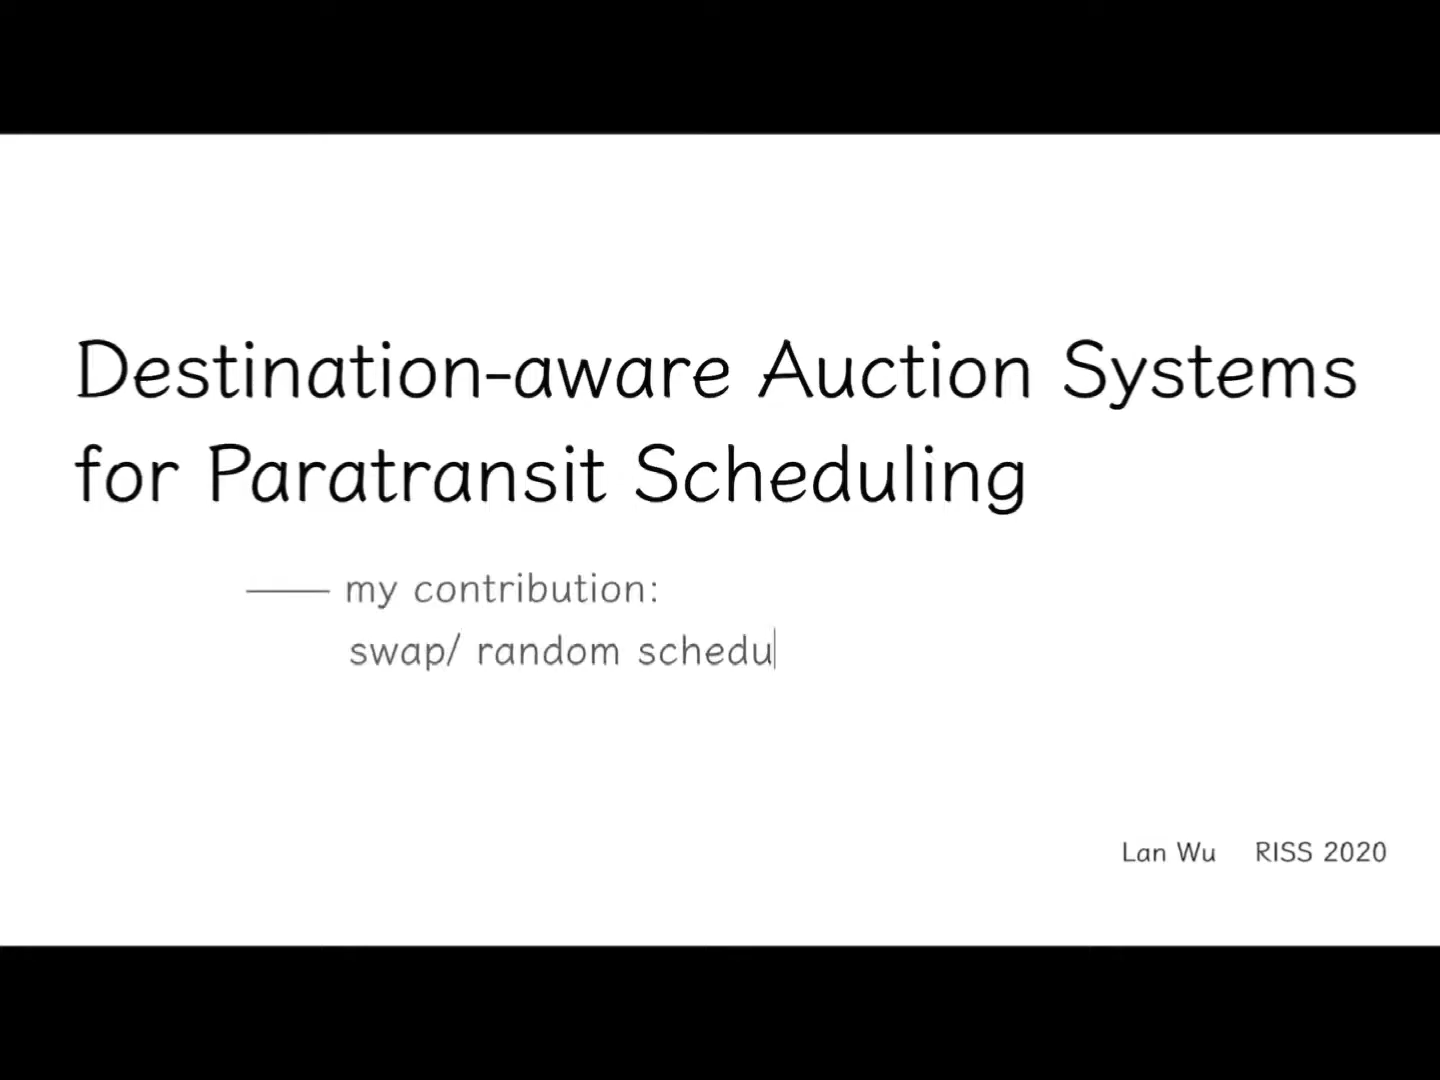 Destination-aware Auction Systems
for Paratransit Scheduling
—— my contribution:
swap/ random schedu
Lan Wu RISS 2020